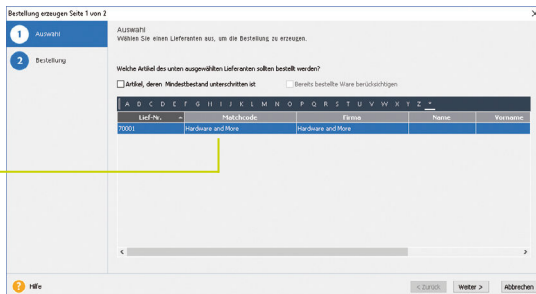 Bestellung erzeugen Seite 1 von 2
1 Auswahl
2 Bestellung
Auswahl
Wählen Sie einen Lieferanten aus, um die Bestellung zu erzeugen.
Welche Artikel des unten ausgewählten Lieferanten sollten bestellt werden?
Artikel, deren Mindestbestand unterschritten ist Bereits bestellte Ware berücksichtigen
A D C D E F G H I J K L M N O P Q R S T U V W X Y Z *
Lief-Nr. Matchcode Firma Name Vorname
70001 Hardware and More Hardware and More
Hilfe < Zurück Weiter > Abbrechen